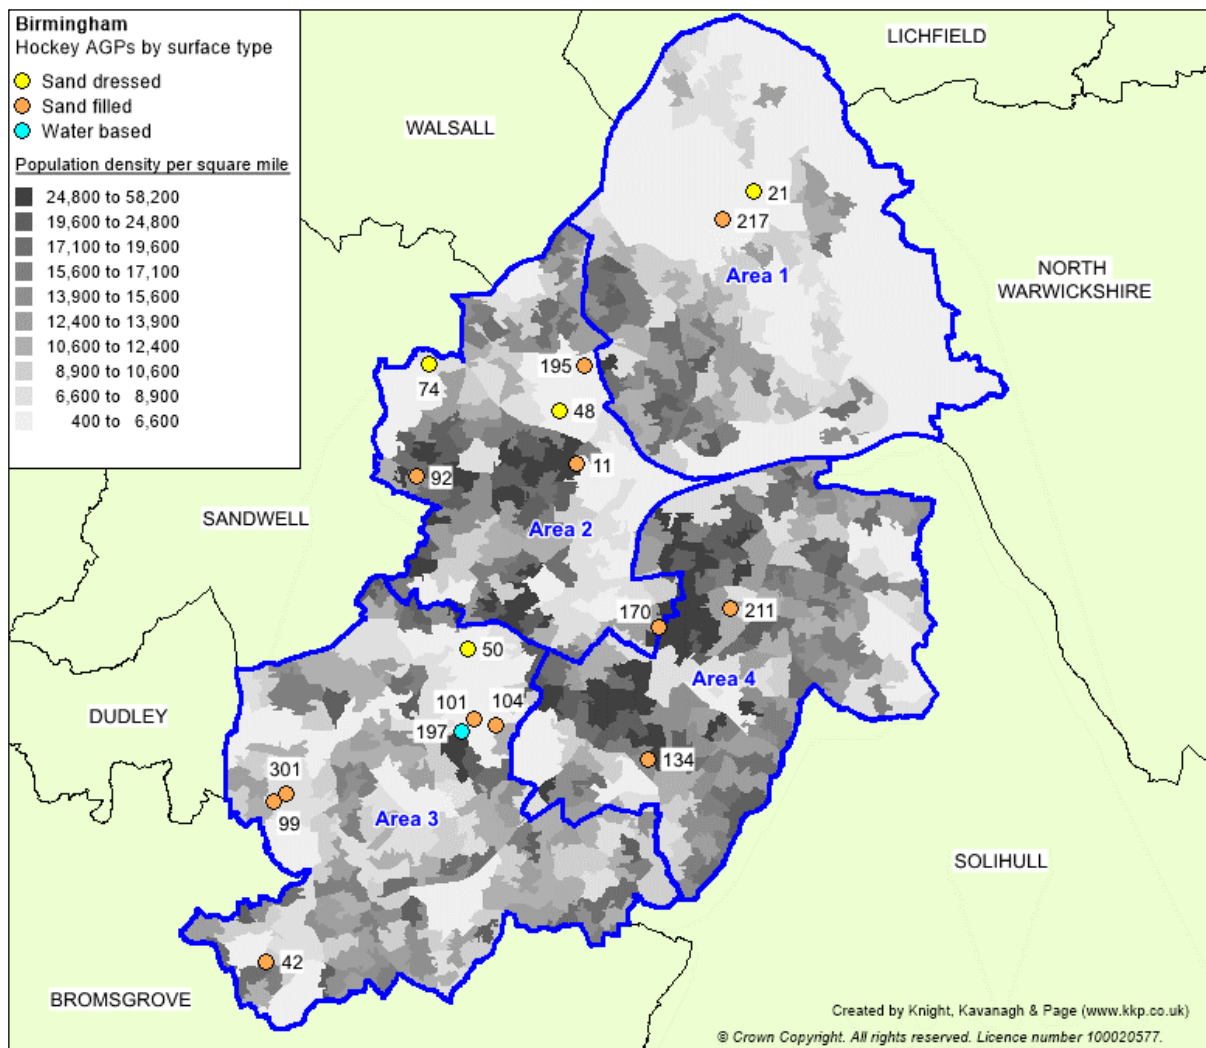 Birmingham
Hockey AGPs by surface type
Sand dressed
Sand filled
Water based
Population density per square mile
24,800 to 58,200
19,600 to 24,800
17,100 to 19,600
15,600 to 17,100
13,900 to 15,600
12,400 to 13,900
10,600 to 12,400
8,900 to 10,600
6,600 to 8,900
400 to 6,600
LICHFIELD
WALSALL
21
217
Area 1
NORTH
WARWICKSHIRE
195
74
48
11
92
SANDWELL
Area 2
170
211
50
Area 4
DUDLEY
101
104
197
134
301
99
Area 3
SOLIHULL
42
BROMSGROVE
Created by Knight, Kavanagh & Page (www.kkp.co.uk)
© Crown Copyright. All rights reserved. Licence number 100020577.